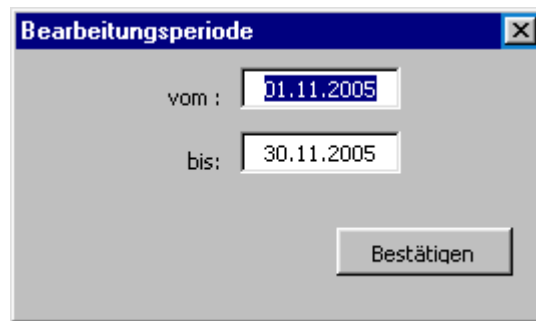 Bearbeitungsperiode
vom : 01.11.2005
bis: 30.11.2005
Bestätigen